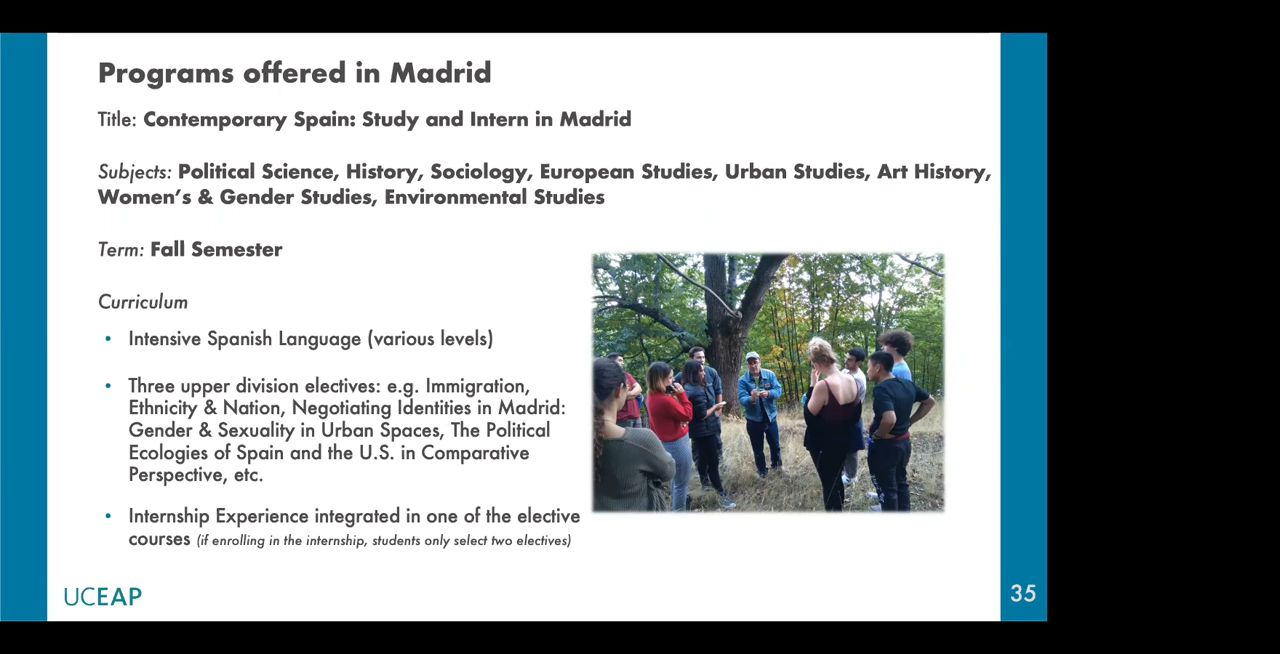 Programs offered in Madrid
Title: Contemporary Spain: Study and Intern in Madrid
Subjects: Political Science, History, Sociology, European Studies, Urban Studies, Art History,
Women's & Gender Studies, Environmental Studies
Term: Fall Semester
Curriculum
• Intensive Spanish Language (various levels)
• Three upper division electives: e.g. Immigration,
Ethnicity & Nation, Negotiating Identities in Madrid:
Gender & Sexuality in Urban Spaces, The Political
Ecologies of Spain and the U.S. in Comparative
Perspective, etc.
• Internship Experience integrated in one of the elective
courses (if enrolling in the internship, students only select two electives)
UCEAP
35